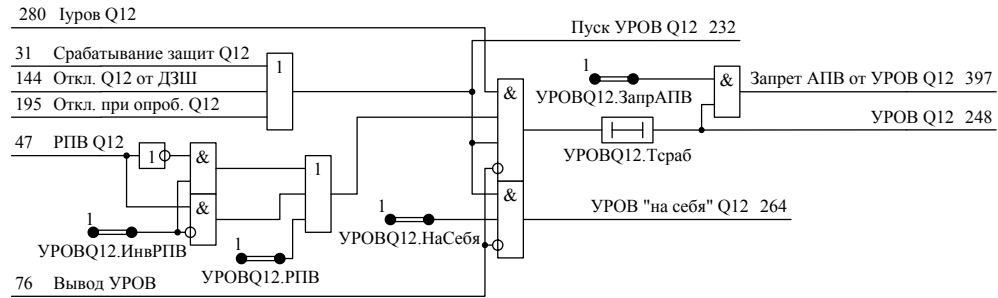 280 Iуров Q12
Пуск УРОВ Q12 232
31 Срабатывание защит Q12
1
1
&
Запрет АПВ от УРОВ Q12 397
144 Откл. Q12 от ДЗШ
&
УРОВQ12.ЗапрАПВ
195 Откл. при опроб. Q12
УРОВ Q12 248
47 РПВ Q12
1
&
1
УРОВQ12.Тсраб
&
&
1
1
УРОВ "на себя" Q12 264
УРОВQ12.НаСебя
1
УРОВQ12.ИнвРПВ
УРОВQ12.РПВ
76 Вывод УРОВ